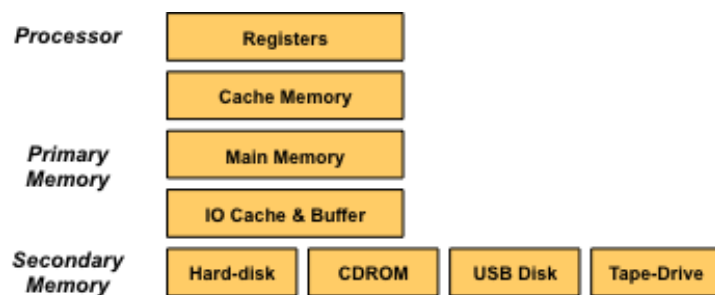 Processor
Registers
Cache Memory
Primary
Memory
Main Memory
IO Cache & Buffer
Secondary
Memory
Hard-disk
CDROM
USB Disk
Tape-Drive